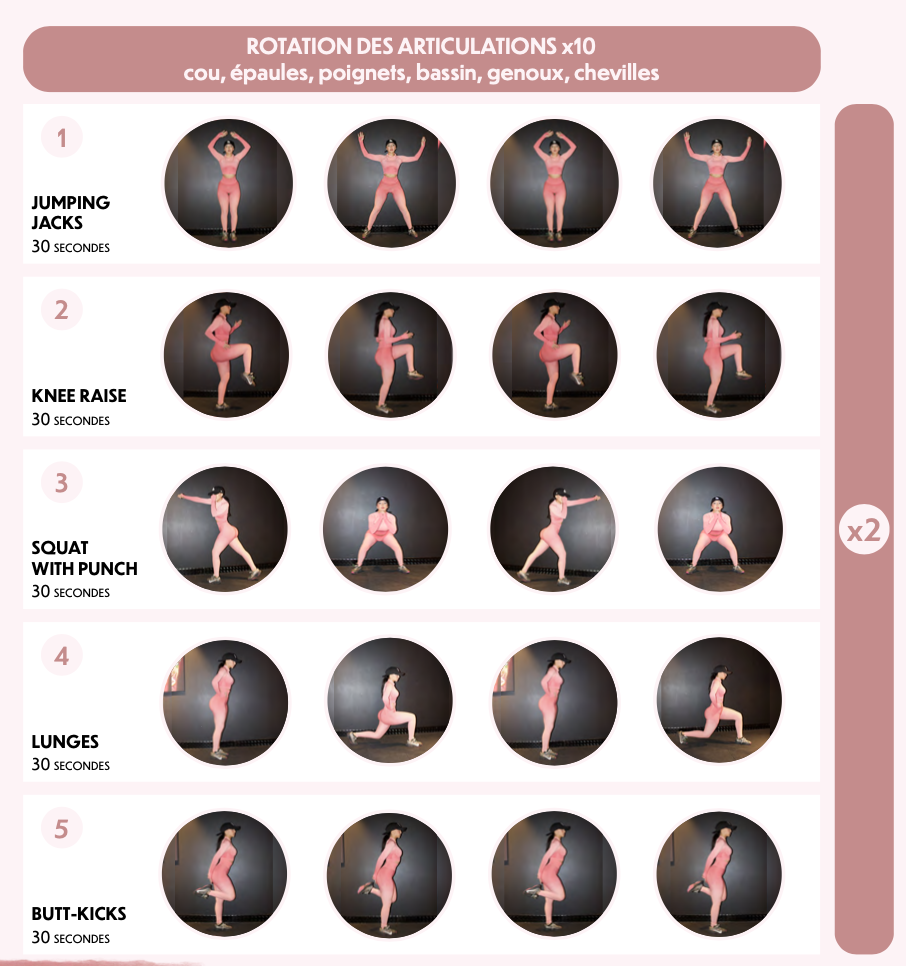 ROTATION DES ARTICULATIONS x10
cou, épaules, poignets, bassin, genoux, chevilles
1
JUMPING
JACKS
30 SECONDES
2
KNEE RAISE
30 SECONDES
3
SQUAT
WITH PUNCH
30 SECONDES
x2
4
LUNGES
30 SECONDES
5
BUTT-KICKS
30 SECONDES